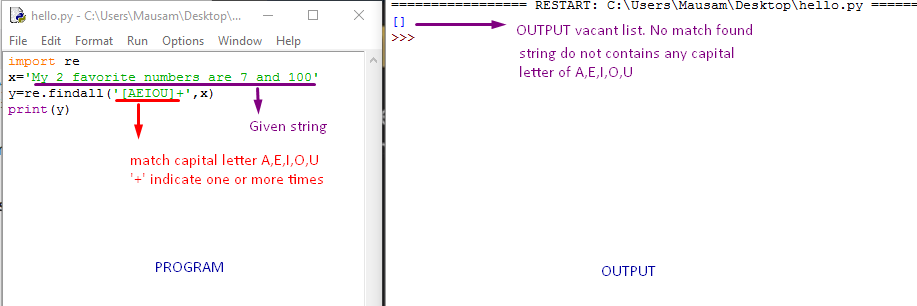 hello.py - C:\Users\Mausam\Desktop\...
File Edit Format Run Options Window Help
import re
x='My 2 favorite numbers are 7 and 100'
y=re.findall('[AEIOU]+',x)
print(y)
Given string
match capital letter A,E,I,O,U
'+' indicate one or more times
PROGRAM
================== RESTART: C:\Users\Mausam\Desktop\hello.py ======
[]
>>>
OUTPUT vacant list. No match found
string do not contains any capital
letter of A,E,I,O,U
OUTPUT